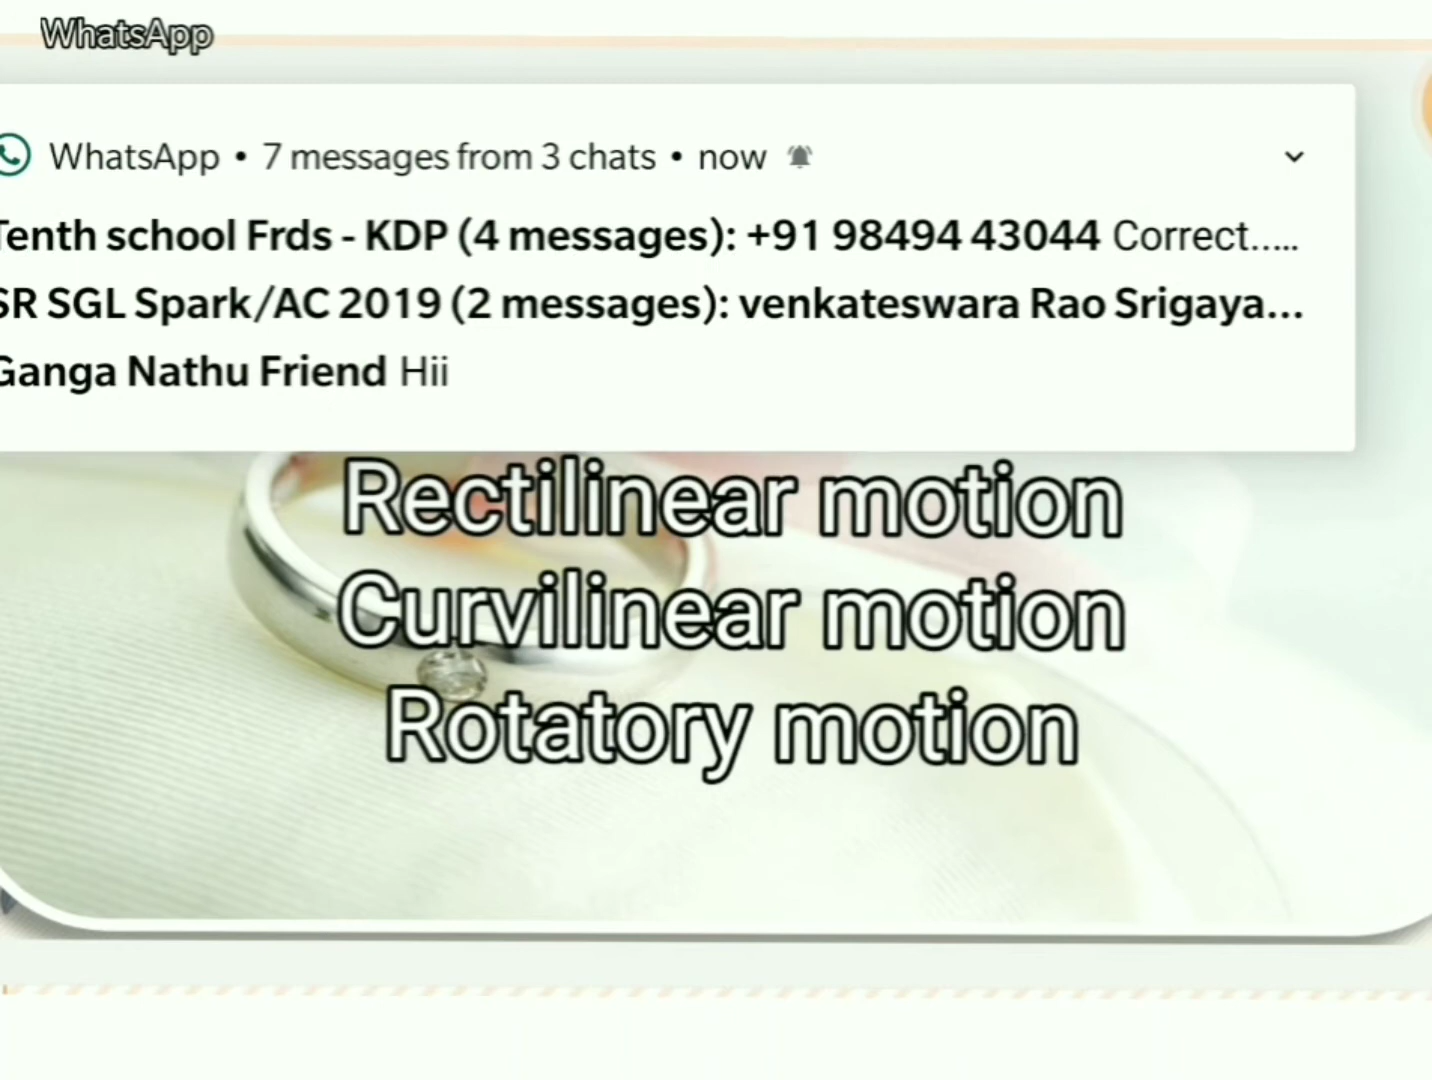 WhatsApp
WhatsApp • 7 messages from 3 chats • now
Tenth school Frds - KDP (4 messages): +91 98494 43044 Correct.....
SR SGL Spark/AC 2019 (2 messages): venkateswara Rao Srigaya...
Ganga Nathu Friend Hii
Rectilinear motion
Curvilinear motion
Rotatory motion